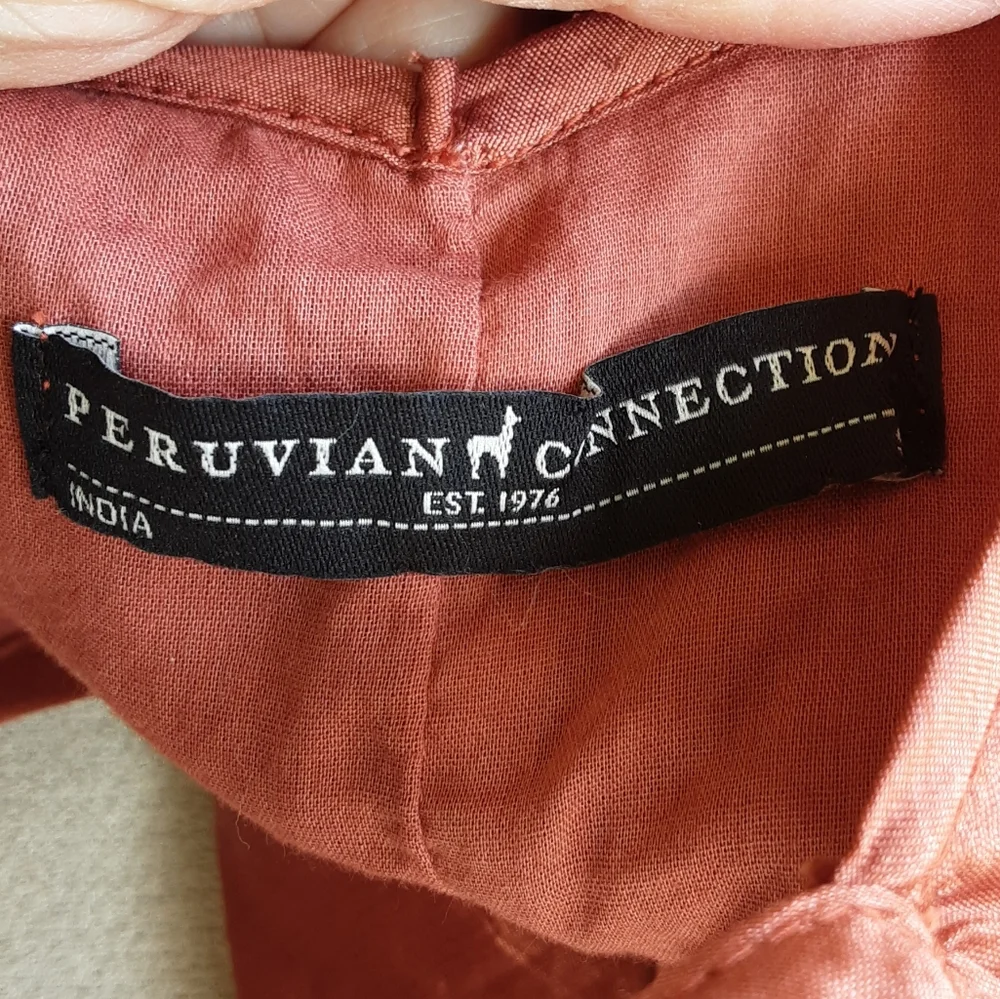 PERUVIAN CONNECTION
EST. 1976
INDIA